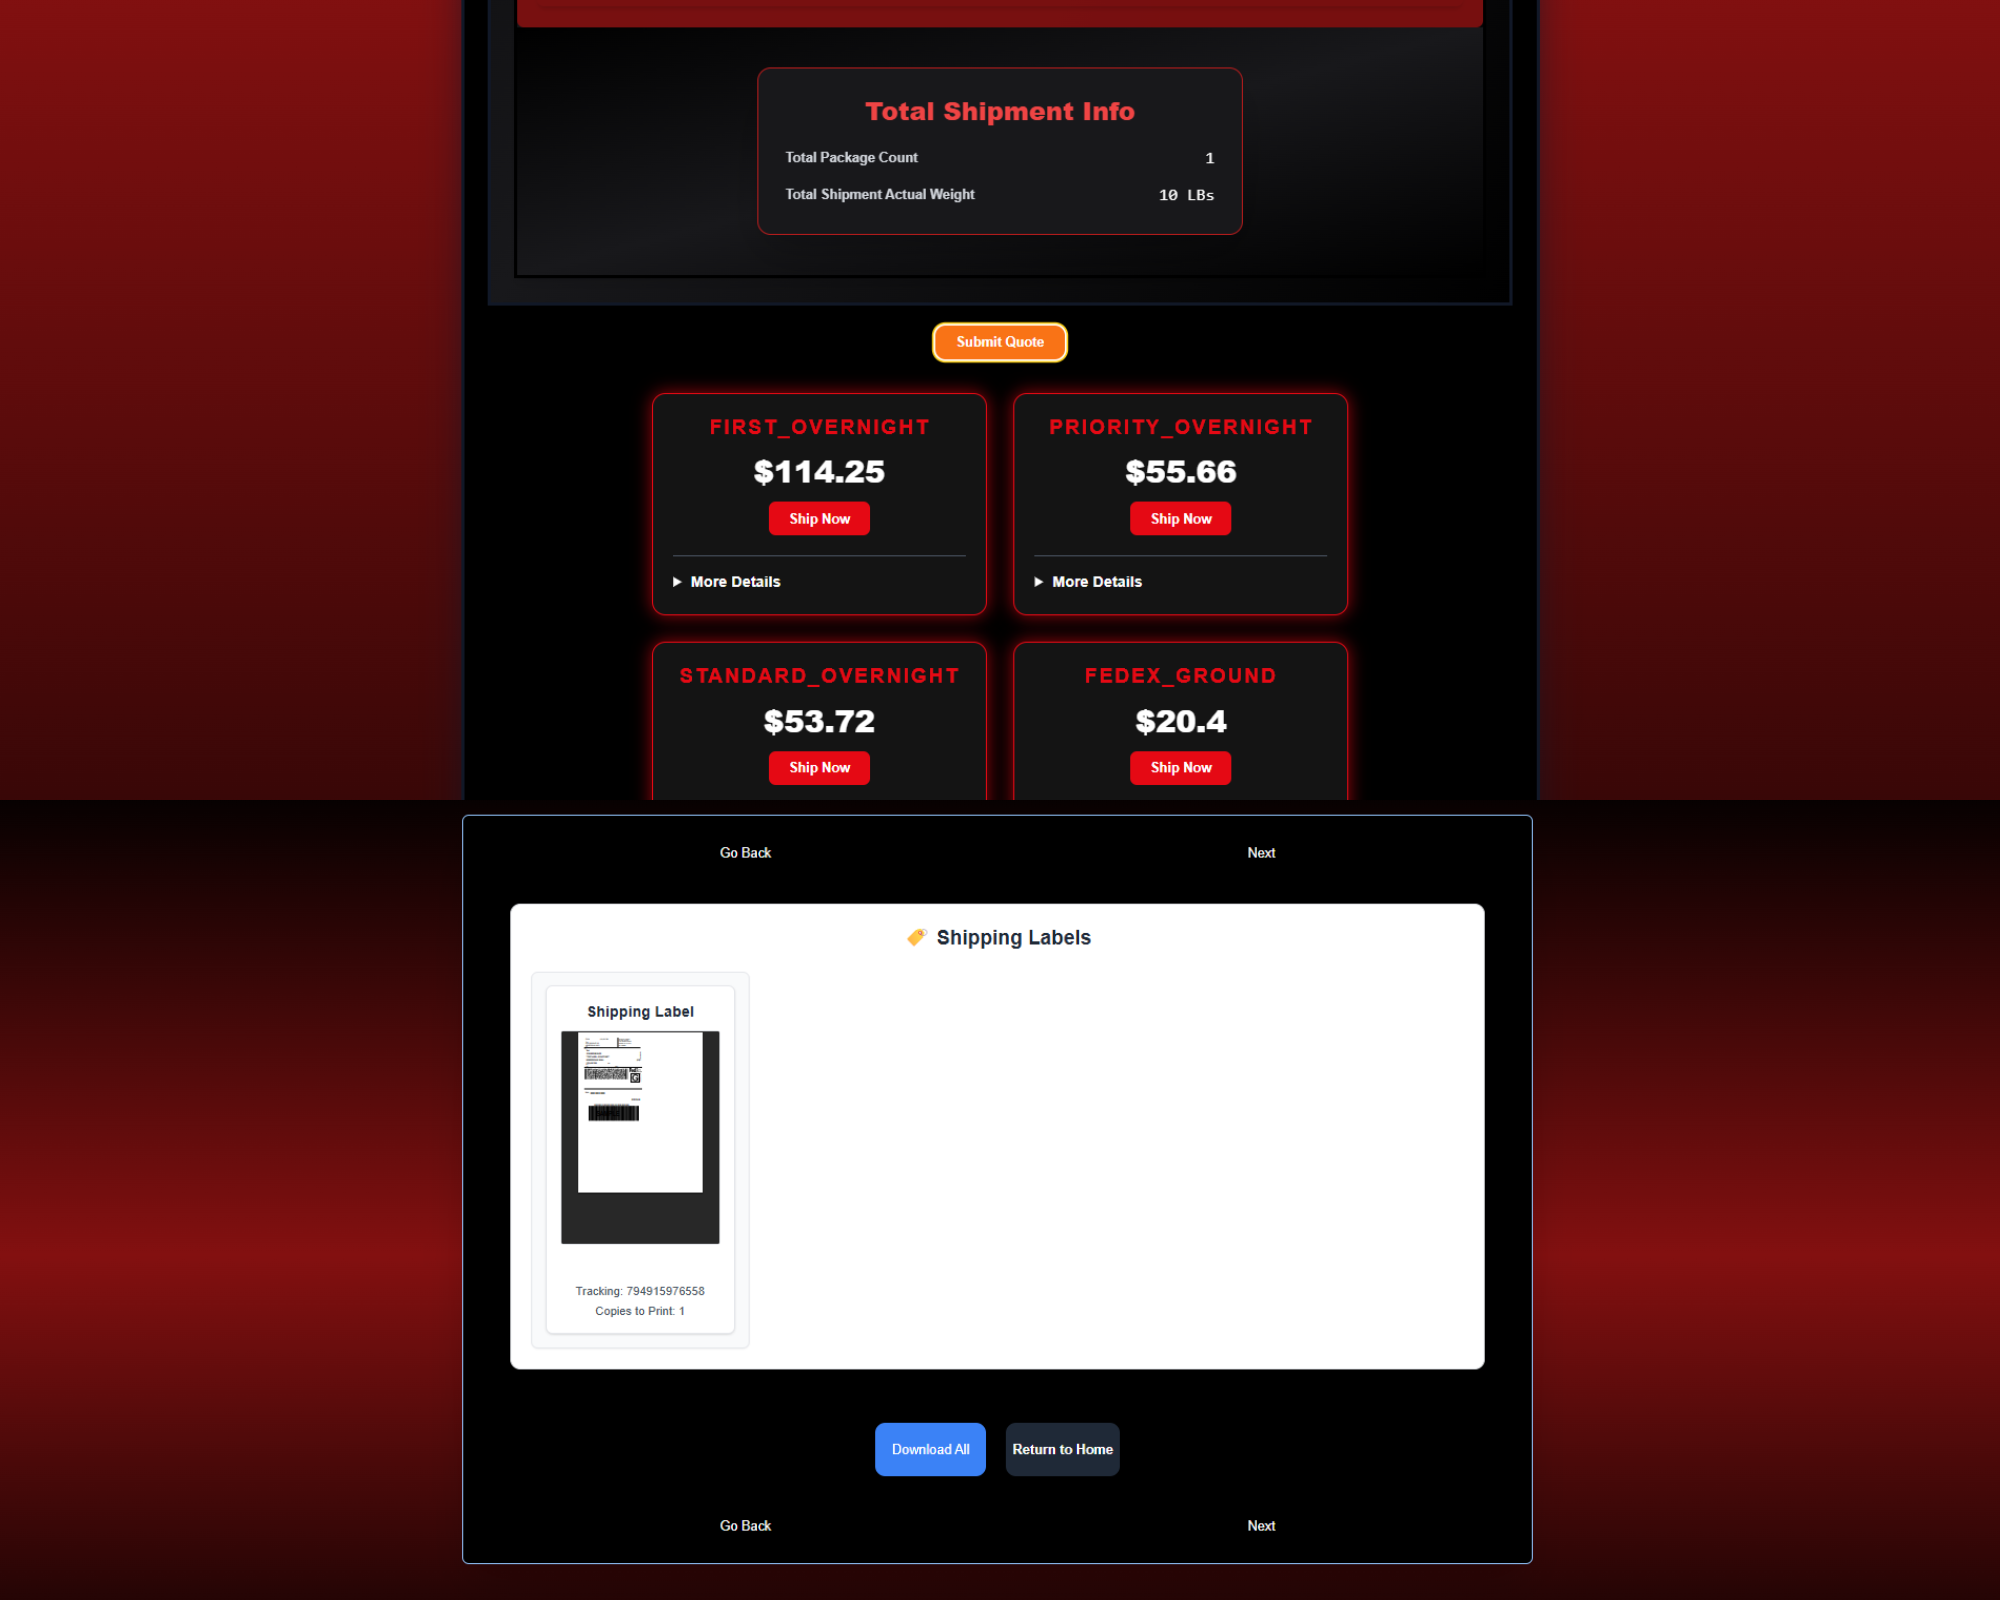 Total Shipment Info
Total Package Count 1
Total Shipment Actual Weight 10 LBs
Submit Quote
FIRST_OVERNIGHT
$114.25
Ship Now
More Details
PRIORITY_OVERNIGHT
$55.66
Ship Now
More Details
STANDARD_OVERNIGHT
$53.72
Ship Now
FEDEX_GROUND
$20.4
Ship Now
Go Back Next
Shipping Labels
Shipping Label
Tracking: 794915976558
Copies to Print: 1
Download All Return to Home
Go Back Next